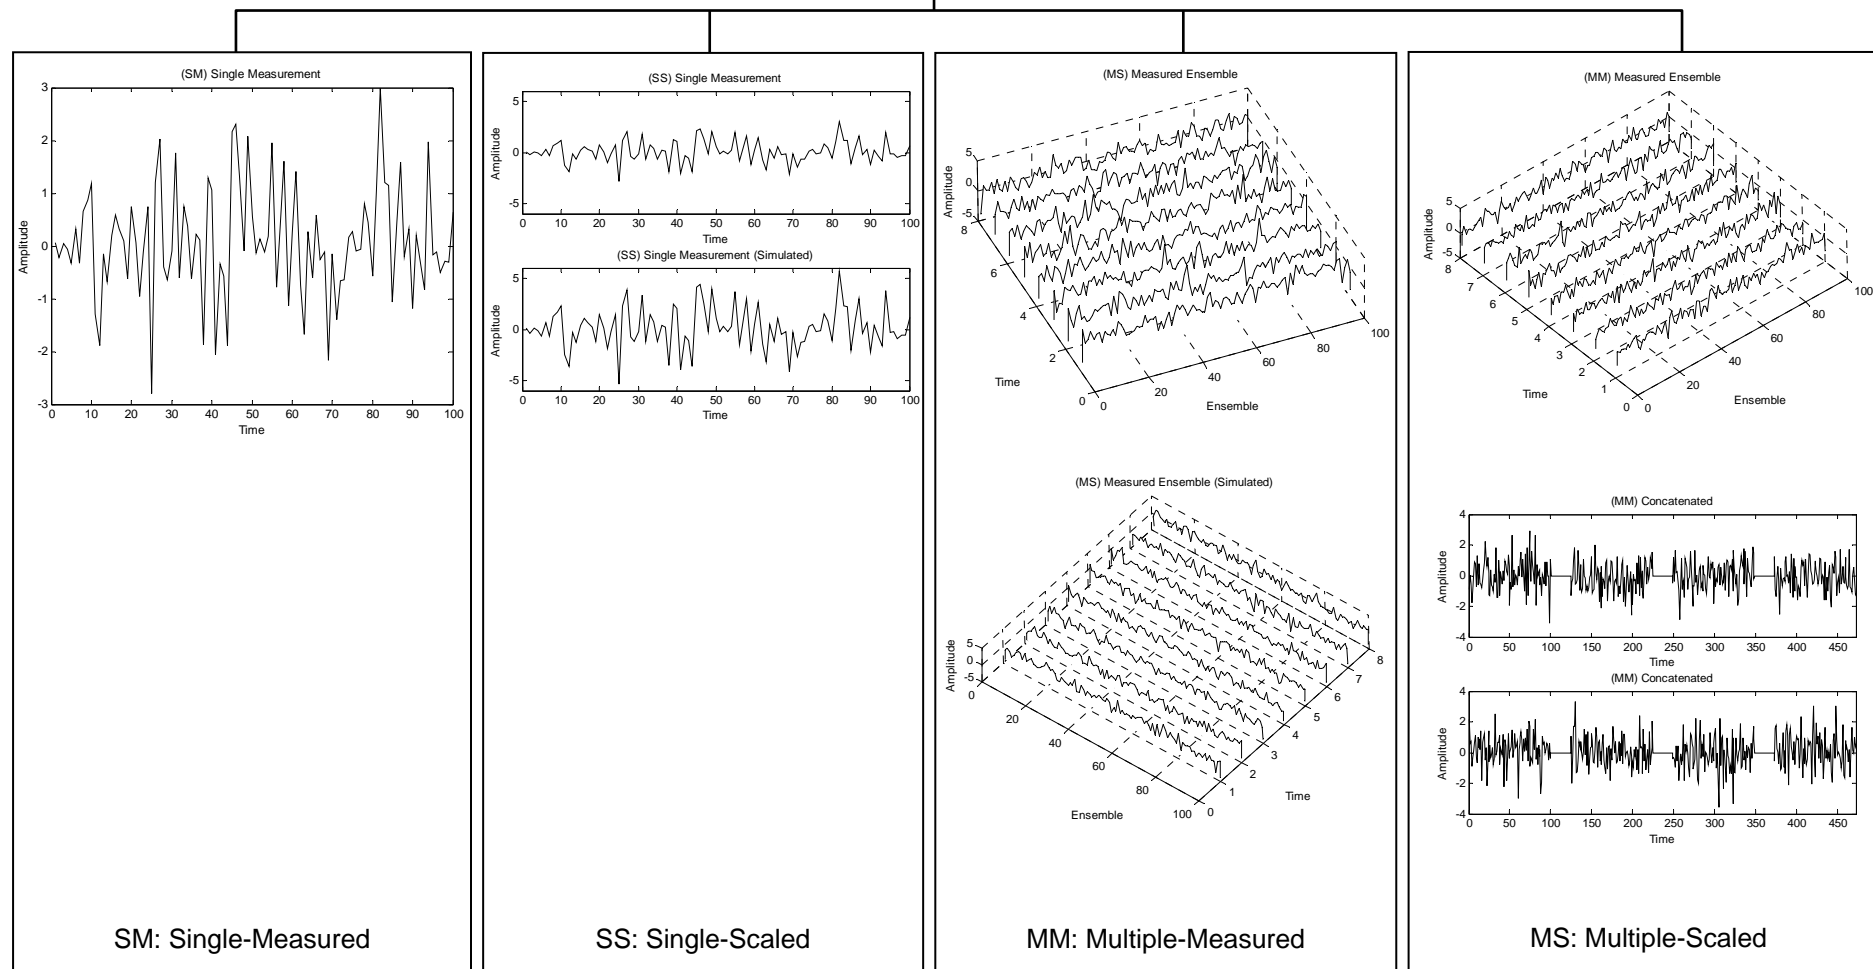 (SM) Single Measurement
3
2
1
0
-1
-2
-3
Amplitude
0 10 20 30 40 50 60 70 80 90 100
Time
SM: Single-Measured
(SS) Single Measurement
5
0
-5
Amplitude
0 10 20 30 40 50 60 70 80 90 100
Time
(SS) Single Measurement (Simulated)
5
0
-5
Amplitude
0 10 20 30 40 50 60 70 80 90 100
Time
SS: Single-Scaled
(MS) Measured Ensemble
5
0
-5
Amplitude
8
6
4
2
0
Time
0 20 40 60 80 100
Ensemble
(MS) Measured Ensemble (Simulated)
5
0
-5
Amplitude
0 20 40 60 80 100
Ensemble
0 1 2 3 4 5 6 7 8
Time
MM: Multiple-Measured
(MM) Measured Ensemble
5
0
-5
Amplitude
8
7
6
5
4
3
2
1
0
Time
0 20 40 60 80 100
Ensemble
(MM) Concatenated
4
2
0
-2
-4
Amplitude
0 50 100 150 200 250 300 350 400 450
Time
(MM) Concatenated
4
2
0
-2
-4
Amplitude
0 50 100 150 200 250 300 350 400 450
Time
MS: Multiple-Scaled